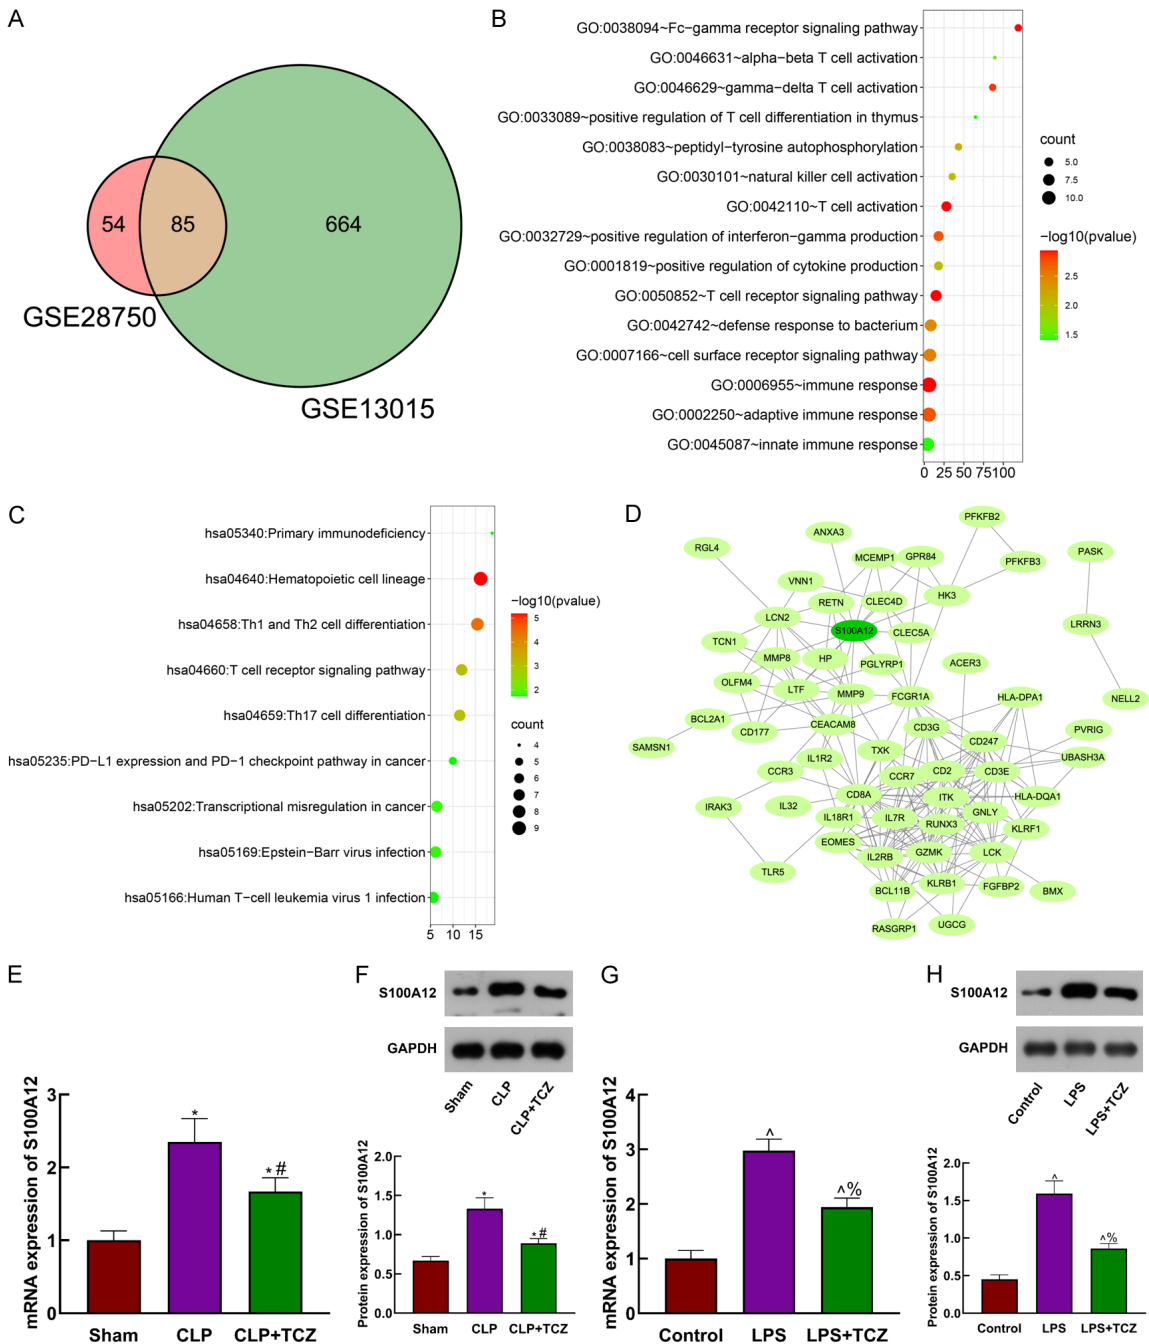 A
54
85
664
GSE28750
GSE13015
B
GO:0038094~Fc-gamma receptor signaling pathway
GO:0046631~alpha-beta T cell activation
GO:0046629~gamma-delta T cell activation
GO:0033089~positive regulation of T cell differentiation in thymus
GO:0038083~peptidyl-tyrosine autophosphorylation
GO:0030101~natural killer cell activation
GO:0042110~T cell activation
GO:0032729~positive regulation of interferon-gamma production
GO:0001819~positive regulation of cytokine production
GO:0050852~T cell receptor signaling pathway
GO:0042742~defense response to bacterium
GO:0007166~cell surface receptor signaling pathway
GO:0006955~immune response
GO:0002250~adaptive immune response
GO:0045087~innate immune response
0 25 50 75 100
count
5.0
7.5
10.0
-log10(pvalue)
2.5
2.0
1.5
C
hsa05340:Primary immunodeficiency
hsa04640:Hematopoietic cell lineage
hsa04658:Th1 and Th2 cell differentiation
hsa04660:T cell receptor signaling pathway
hsa04659:Th17 cell differentiation
hsa05235:PD-L1 expression and PD-1 checkpoint pathway in cancer
hsa05202:Transcriptional misregulation in cancer
hsa05169:Epstein-Barr virus infection
hsa05166:Human T-cell leukemia virus 1 infection
5 10 15
-log10(pvalue)
5
4
3
2
count
4
5
6
7
8
9
D
PFKFB2
ANXA3
RGL4
MCEMP1
GPR84
PASK
PFKFB3
VNN1
RETN
CLEC4D
HK3
LCN2
S100A12
CLEC5A
LRRN3
TCN1
MMP8
HP
PGLYRP1
ACER3
OLFM4
LTF
MMP9
FCGR1A
HLA-DPA1
NELL2
BCL2A1
CD177
CEACAM8
CD3G
CD247
PVRIG
SAMSN1
IL1R2
TXK
UBASH3A
CCR3
CCR7
CD2
CD3E
CD8A
ITK
HLA-DQA1
IRAK3
IL32
IL18R1
IL7R
GNLY
RUNX3
KLRF1
EOMES
IL2RB
GZMK
LCK
TLR5
BCL11B
KLRB1
FGFBP2
BMX
RASGRP1
UGCG
E
mRNA expression of S100A12
3
2
1
0
*
*#
Sham CLP CLP+TCZ
F
S100A12
GAPDH
Sham CLP CLP+TCZ
Protein expression of S100A12
2.0
1.5
1.0
0.5
0.0
*
*#
Sham CLP CLP+TCZ
G
mRNA expression of S100A12
4
3
2
1
0
^
^%
Control LPS LPS+TCZ
H
S100A12
GAPDH
Control LPS LPS+TCZ
Protein expression of S100A12
2.0
1.5
1.0
0.5
0.0
^
^%
Control LPS LPS+TCZ